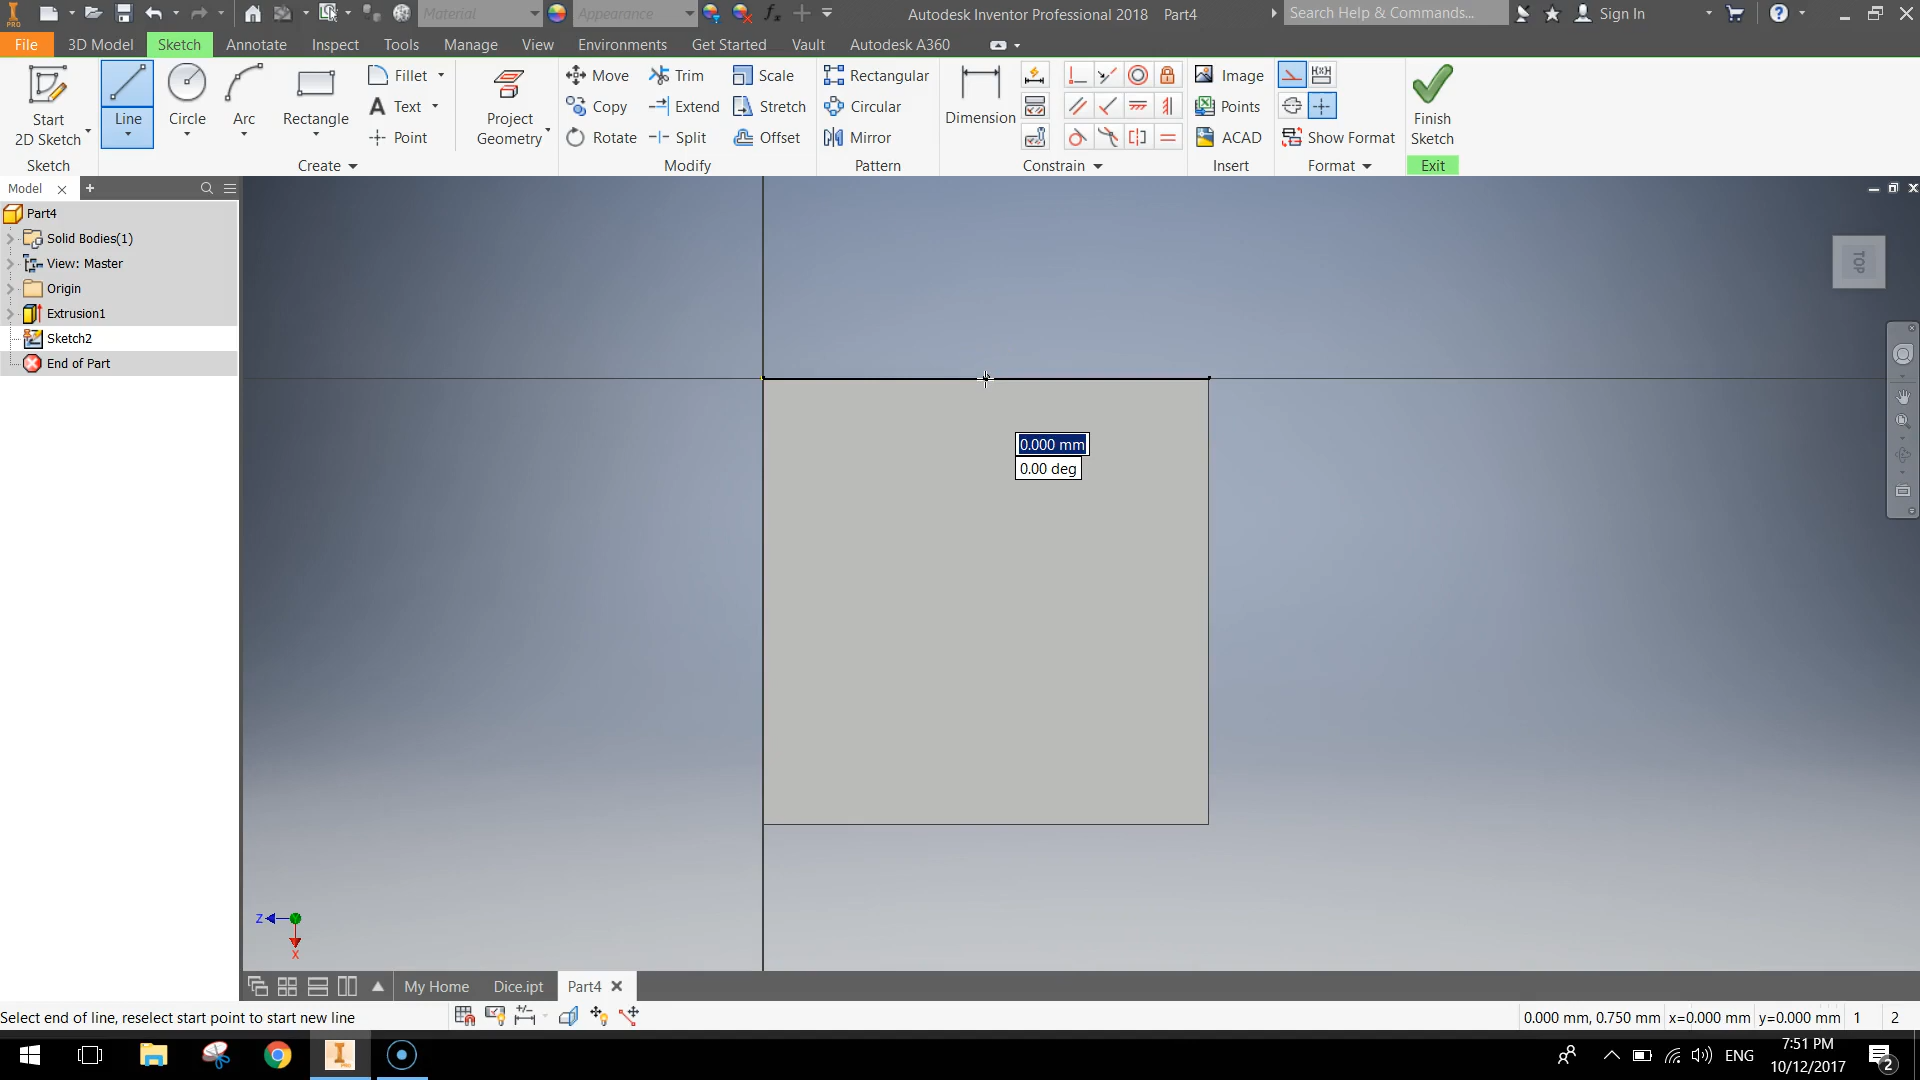 PRO
Material
Appearance
Autodesk Inventor Professional 2018 Part4
Search Help & Commands...
Sign In
File 3D Model Sketch Annotate Inspect Tools Manage View Environments Get Started Vault Autodesk A360
Start
2D Sketch
Line
Circle
Arc
Rectangle
Fillet
Text
Point
Project
Geometry
Move
Copy
Rotate
Trim
Extend
Split
Scale
Stretch
Offset
Rectangular
Circular
Mirror
Dimension
Image
Points
ACAD
Show Format
Finish
Sketch
Sketch Create Modify Pattern Constrain Insert Format Exit
Model
Part4
Solid Bodies(1)
View: Master
Origin
Extrusion1
Sketch2
End of Part
TOP
0.000 mm
0.00 deg
Z
X
My Home Dice.ipt Part4
Select end of line, reselect start point to start new line
0.000 mm, 0.750 mm x=0.000 mm y=0.000 mm 1 2
ENG
7:51 PM
10/12/2017
2